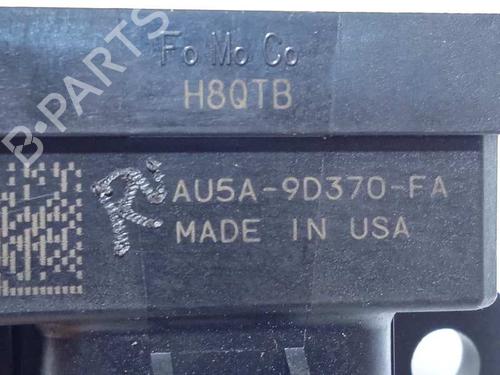 B-PARTS
Fo Mo Co
H8QTB
AU5A-9D370-FA
MADE IN USA